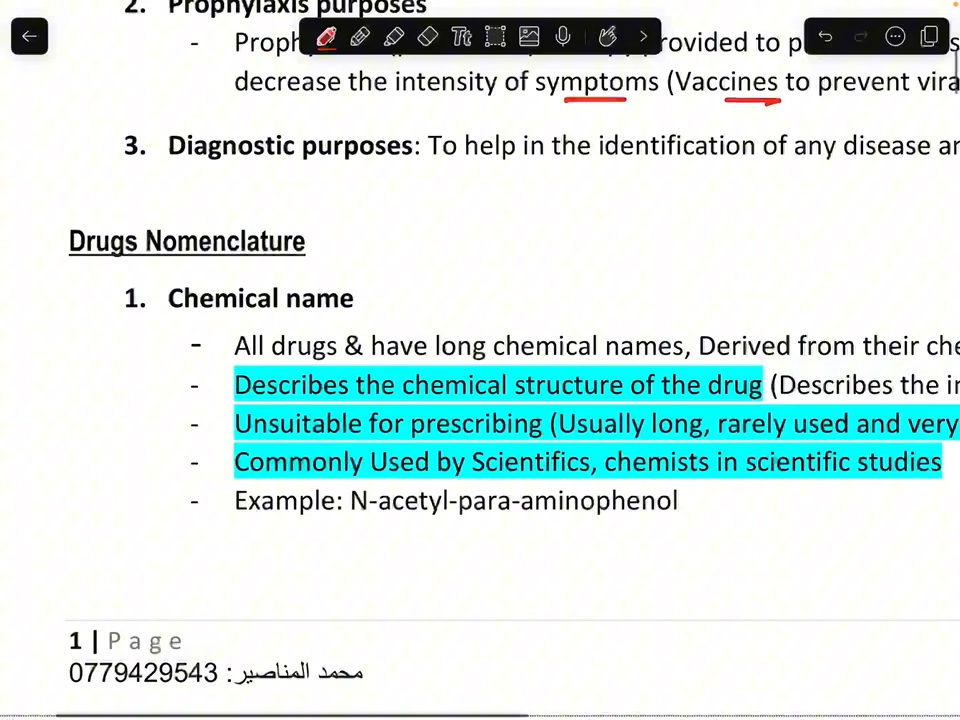 2. Prophylaxis purposes
- Proph rovided to p
decrease the intensity of symptoms (Vaccines to prevent vira
3. Diagnostic purposes: To help in the identification of any disease an
Drugs Nomenclature
1. Chemical name
- All drugs & have long chemical names, Derived from their che
- Describes the chemical structure of the drug (Describes the in
- Unsuitable for prescribing (Usually long, rarely used and very
- Commonly Used by Scientifics, chemists in scientific studies
- Example: N-acetyl-para-aminophenol
1 | Page
محمد المناصير: 0779429543